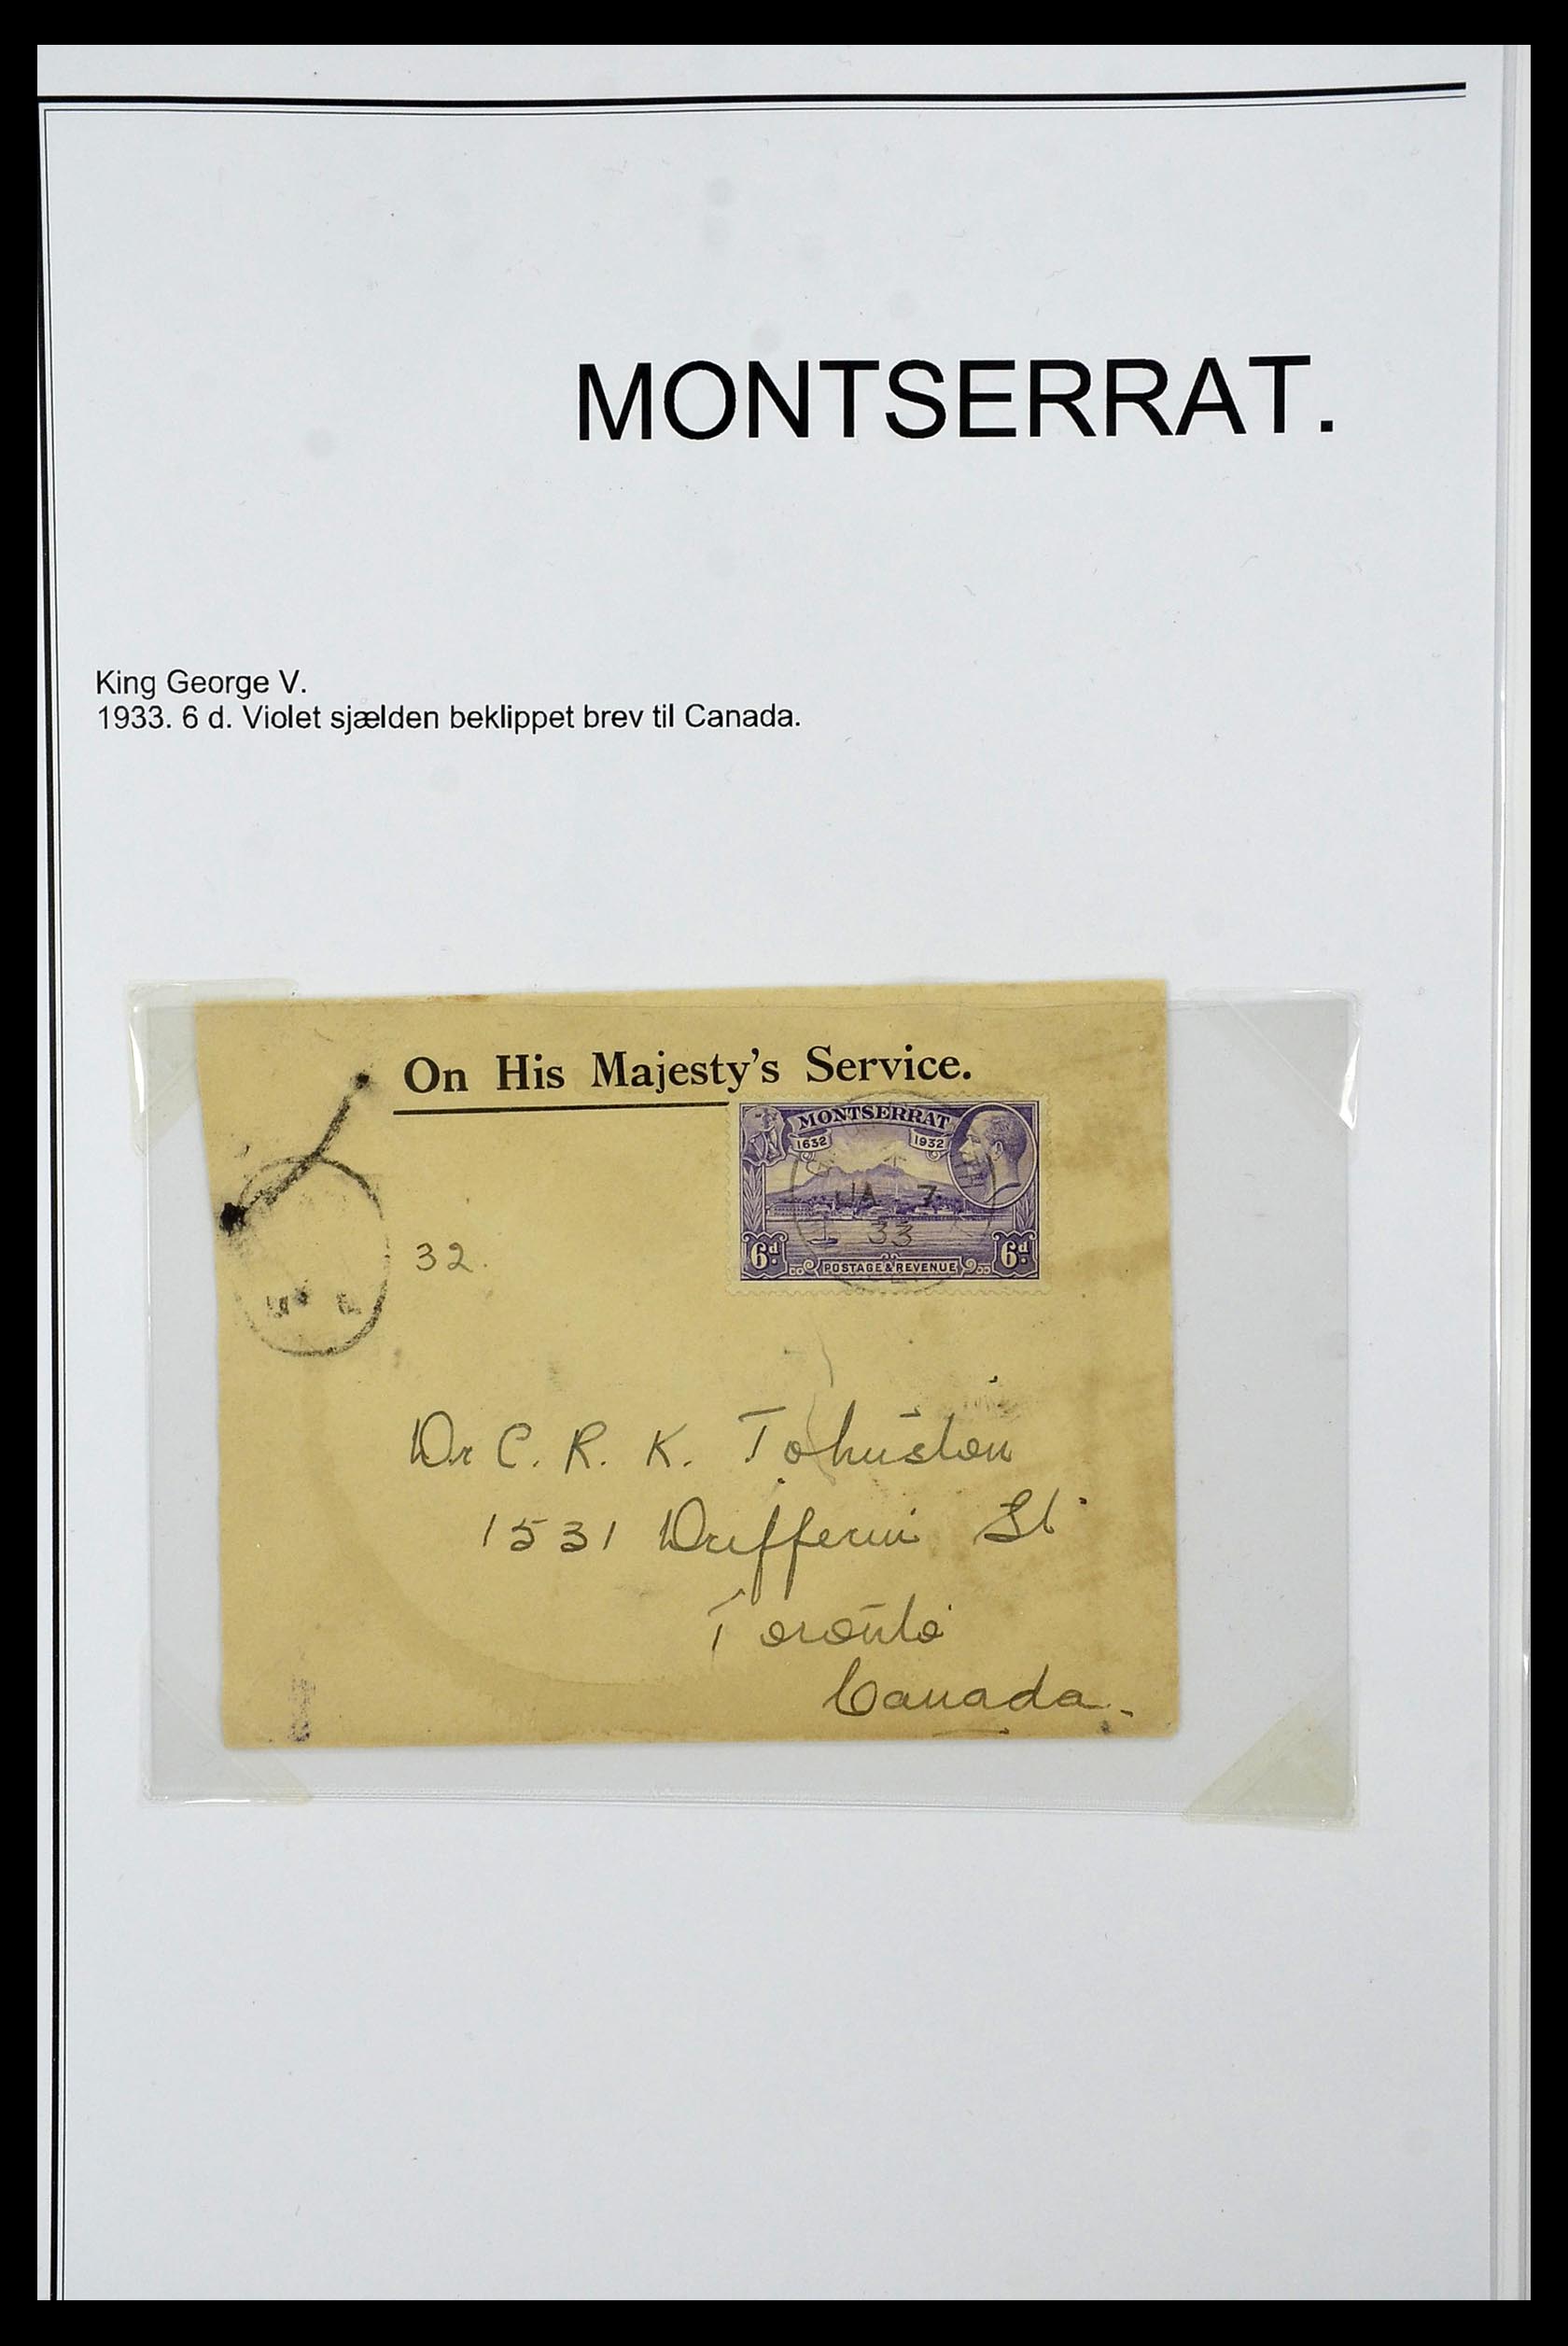 MONTSERRAT.
King George V.
1933. 6 d. Violet sjælden beklippet brev til Canada.
On His Majesty's Service.
MONTSERRAT
1632 1932
JA 7
33
6d. 6d.
POSTAGE & REVENUE
32.
Dr C. R. K. Johnston
1531 Dufferin St
Toronto
Canada.